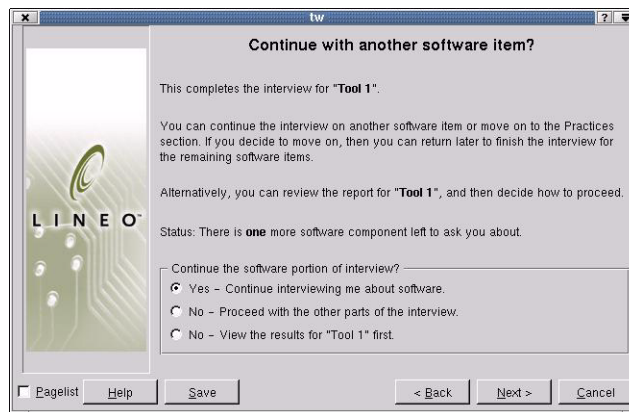 tw
?
Continue with another software item?
This completes the interview for "Tool 1".
You can continue the interview on another software item or move on to the Practices
section. If you decide to move on, then you can return later to finish the interview for
the remaining software items.
Alternatively, you can review the report for "Tool 1", and then decide how to proceed.
LINEO™
Status: There is one more software component left to ask you about.
Continue the software portion of interview?
Yes – Continue interviewing me about software.
No – Proceed with the other parts of the interview.
No – View the results for "Tool 1" first.
Pagelist Help Save < Back Next > Cancel